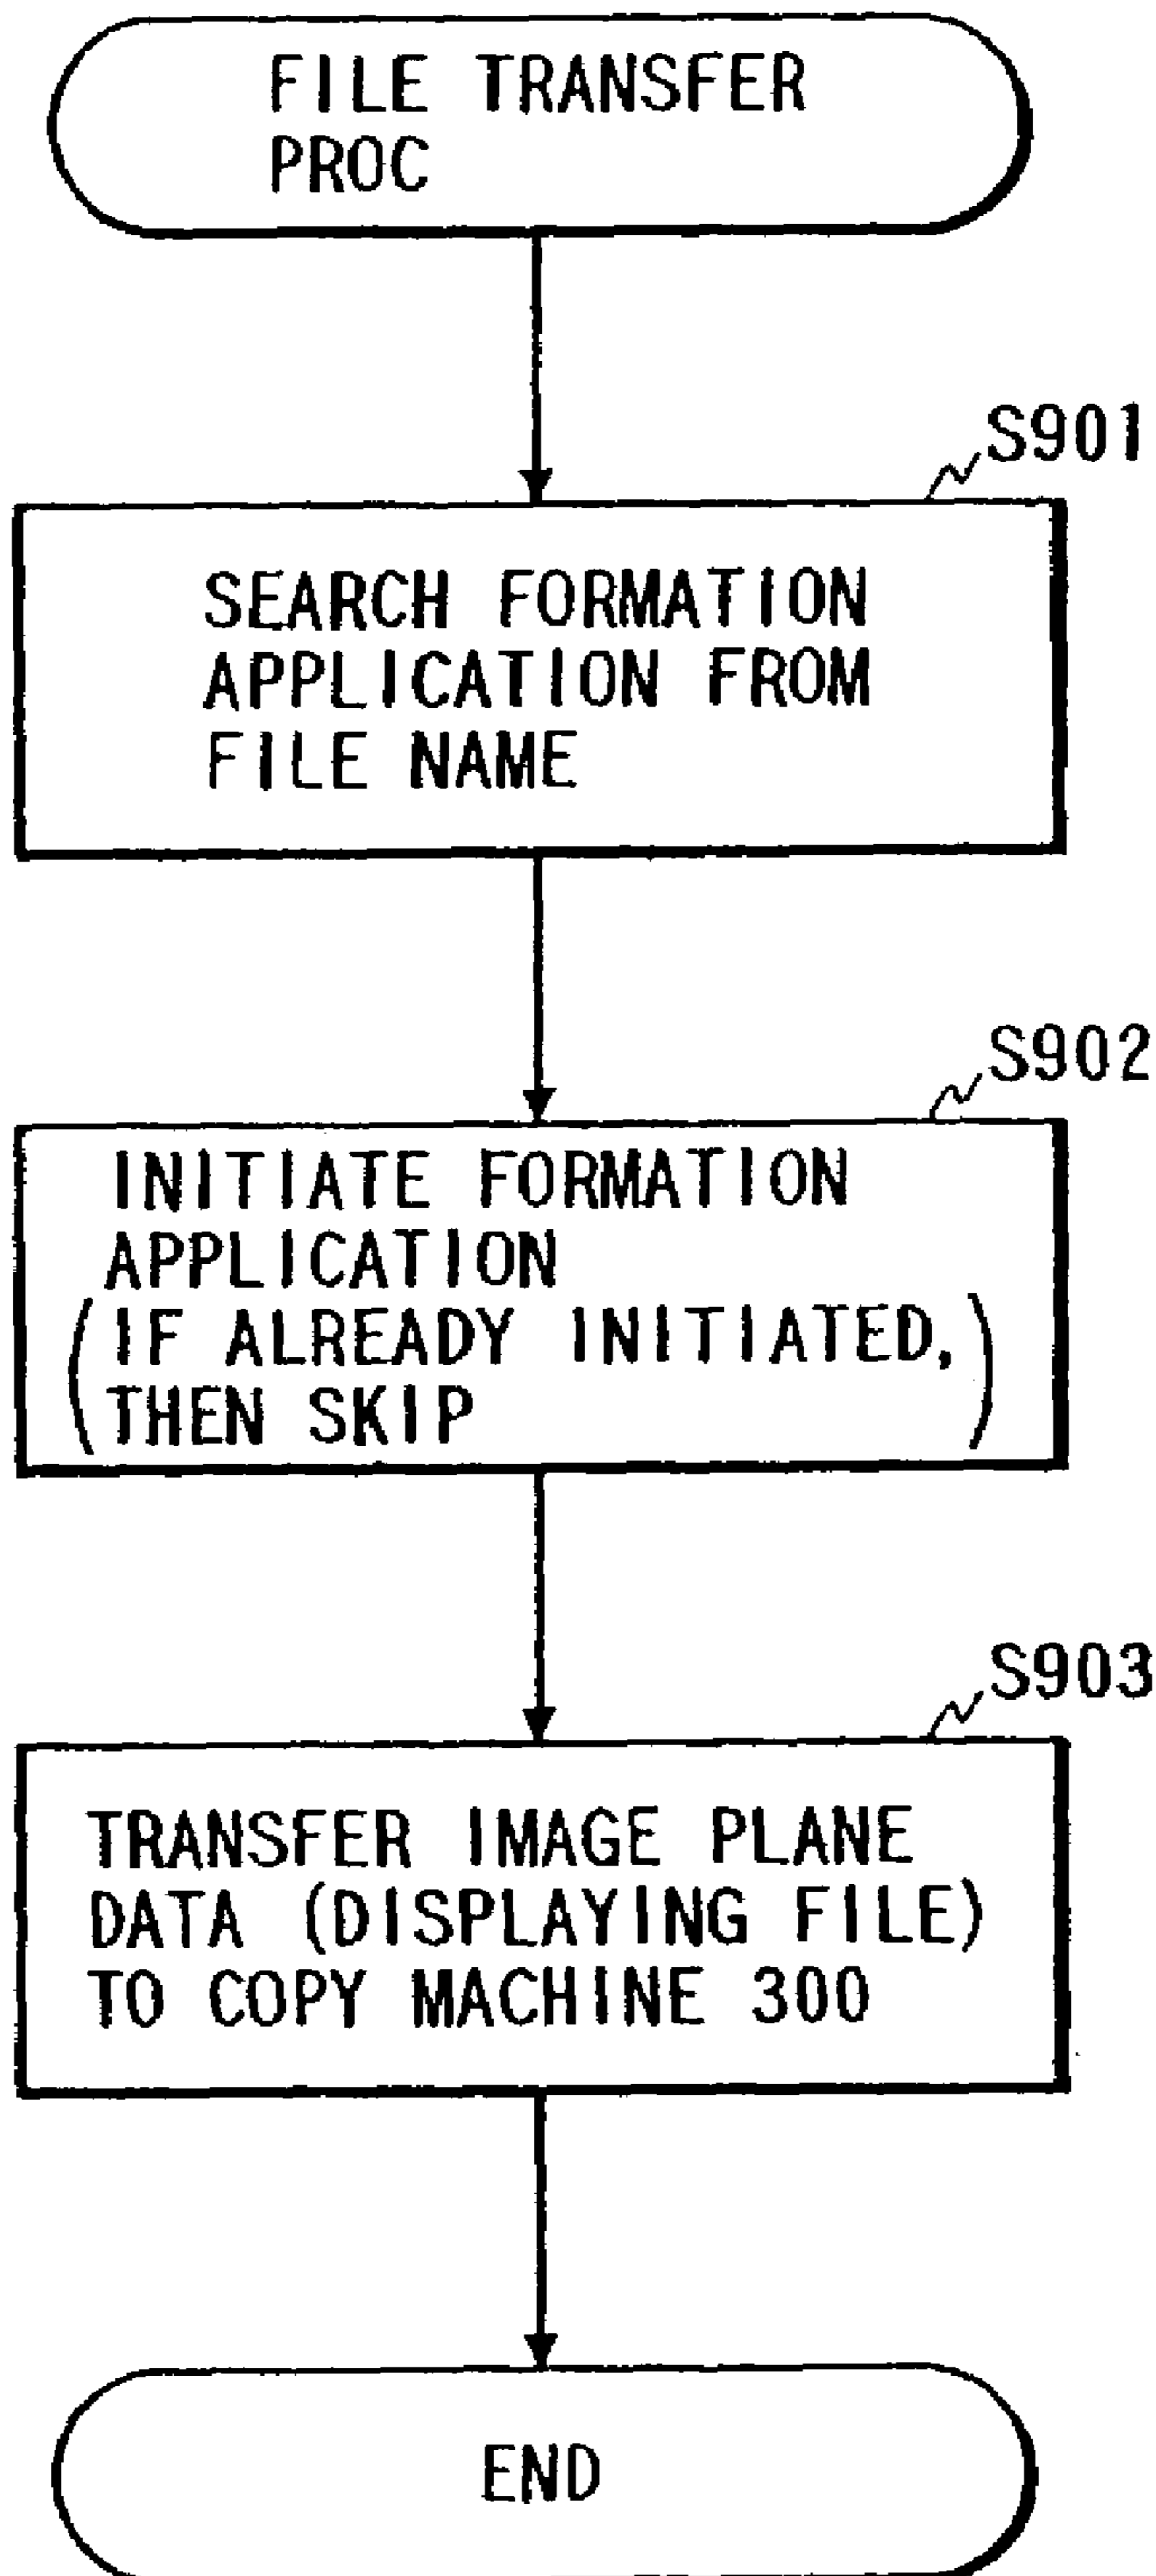 FILE TRANSFER
PROC
S901
SEARCH FORMATION
APPLICATION FROM
FILE NAME
S902
INITIATE FORMATION
APPLICATION
(IF ALREADY INITIATED,
THEN SKIP)
S903
TRANSFER IMAGE PLANE
DATA (DISPLAYING FILE)
TO COPY MACHINE 300
END